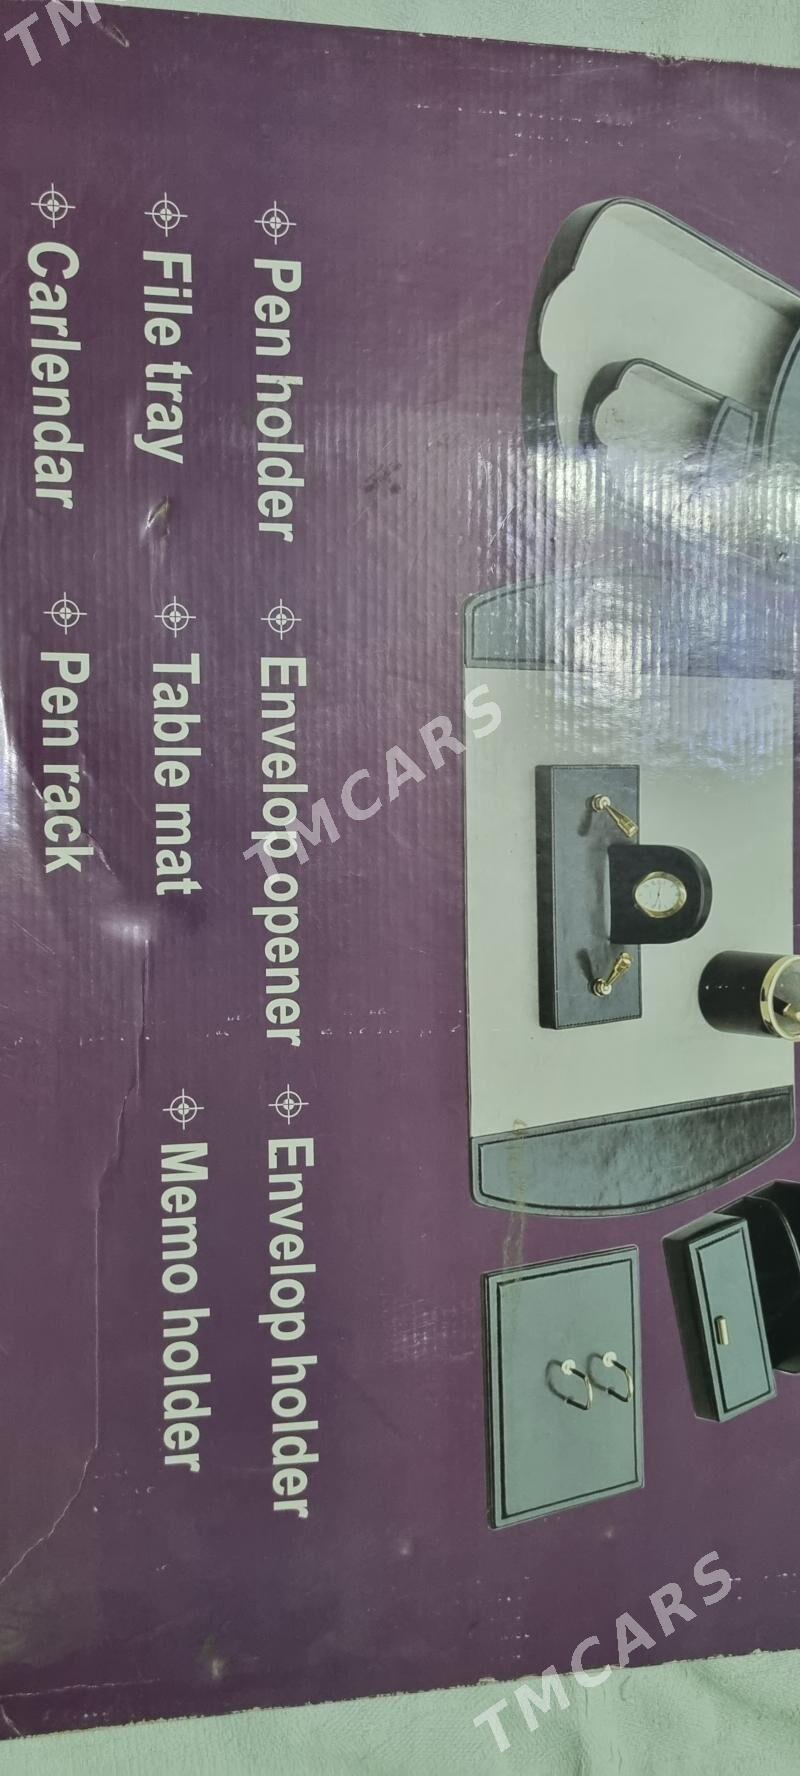 Pen holder Envelop opener Envelop holder
File tray Table mat Memo holder
Carlendar Pen rack
TMCARS
TMCARS
TMCARS